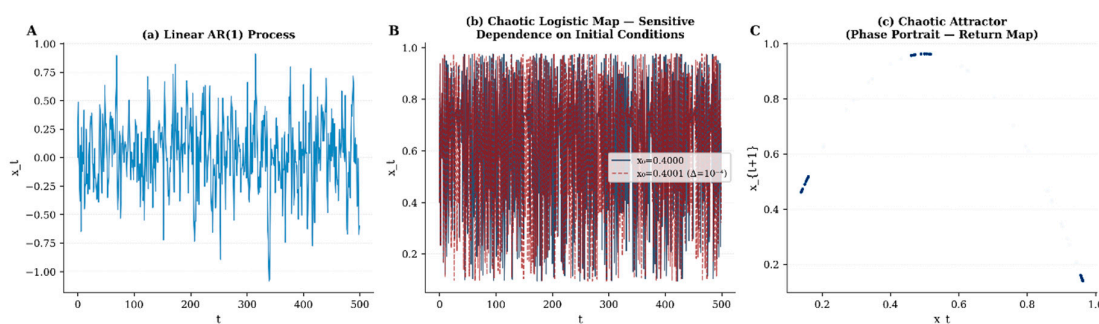 A
(a) Linear AR(1) Process
1.00
0.75
0.50
0.25
0.00
−0.25
−0.50
−0.75
−1.00
x_t
0 100 200 300 400 500
t
B
(b) Chaotic Logistic Map — Sensitive
Dependence on Initial Conditions
0.8
0.6
0.4
0.2
x_t
x₀=0.4000
x₀=0.4001 (Δ=10⁻⁴)
0 100 200 300 400 500
t
C
(c) Chaotic Attractor
(Phase Portrait — Return Map)
1.0
0.8
0.6
0.4
0.2
x_{t+1}
0.2 0.4 0.6 0.8 1.0
x_t